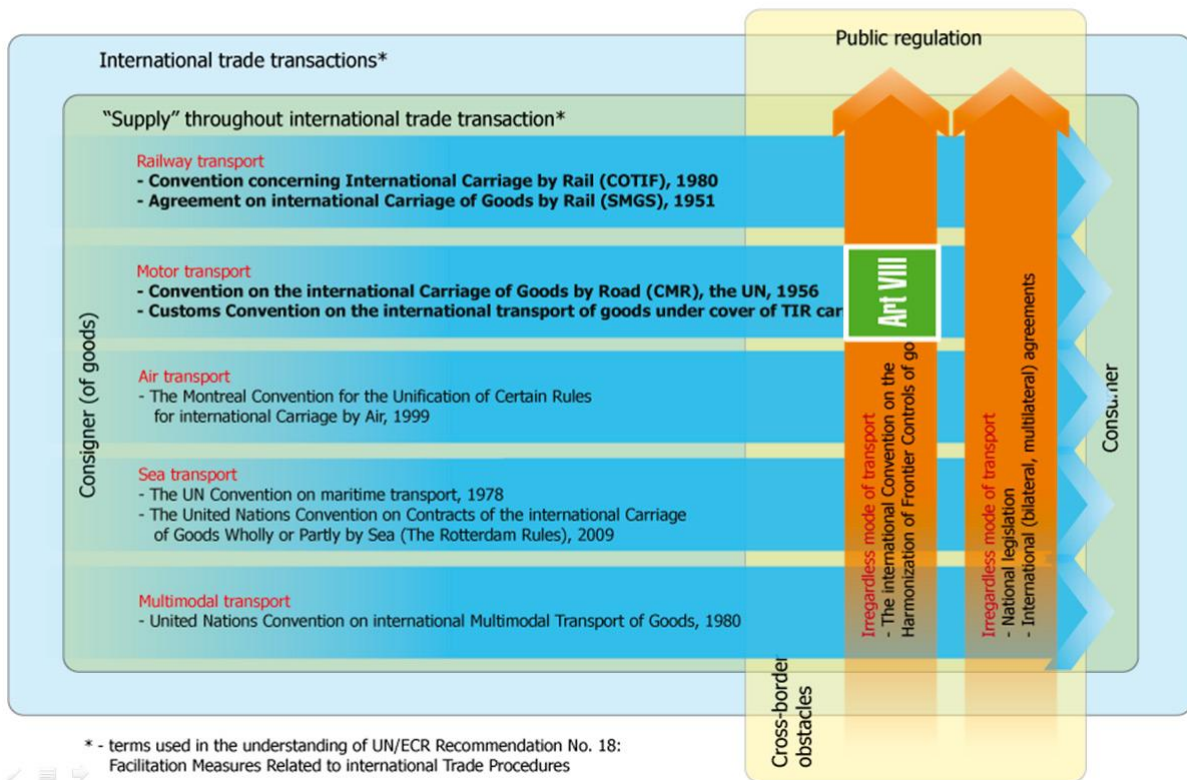 Public regulation
International trade transactions*
“Supply” throughout international trade transaction*
Railway transport
- Convention concerning International Carriage by Rail (COTIF), 1980
- Agreement on international Carriage of Goods by Rail (SMGS), 1951
Motor transport
- Convention on the international Carriage of Goods by Road (CMR), the UN, 1956
- Customs Convention on the international transport of goods under cover of TIR car
Air transport
- The Montreal Convention for the Unification of Certain Rules
for international Carriage by Air, 1999
Sea transport
- The UN Convention on maritime transport, 1978
- The United Nations Convention on Contracts of the international Carriage
of Goods Wholly or Partly by Sea (The Rotterdam Rules), 2009
Multimodal transport
- United Nations Convention on international Multimodal Transport of Goods, 1980
Consigner (of goods)
Art VIII
Irregardless mode of transport
- The international Convention on the
Harmonization of Frontier Controls of go
Irregardless mode of transport
- National legislation
- International (bilateral, multilateral) agreements
Consumer
Cross-border
obstacles
* - terms used in the understanding of UN/ECR Recommendation No. 18:
Facilitation Measures Related to international Trade Procedures